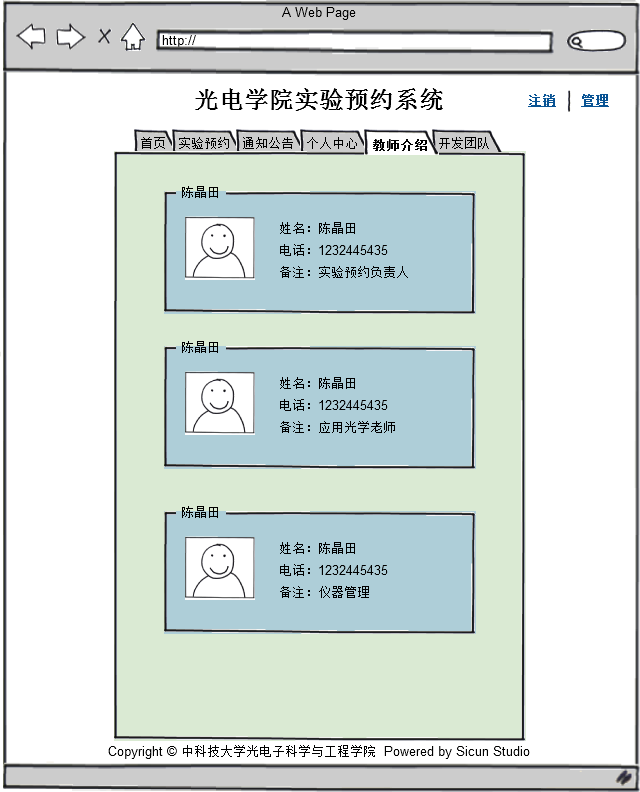 A Web Page
http://
光电学院实验预约系统
注销 | 管理
首页 实验预约 通知公告 个人中心 教师介绍 开发团队
陈晶田
姓名：陈晶田
电话：1232445435
备注：实验预约负责人
陈晶田
姓名：陈晶田
电话：1232445435
备注：应用光学老师
陈晶田
姓名：陈晶田
电话：1232445435
备注：仪器管理
Copyright © 中科技大学光电子科学与工程学院 Powered by Sicun Studio